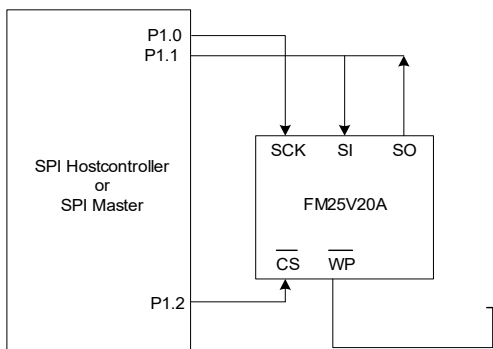 P1.0
P1.1
SCK SI SO
SPI Hostcontroller
or
SPI Master
FM25V20A
CS WP
P1.2